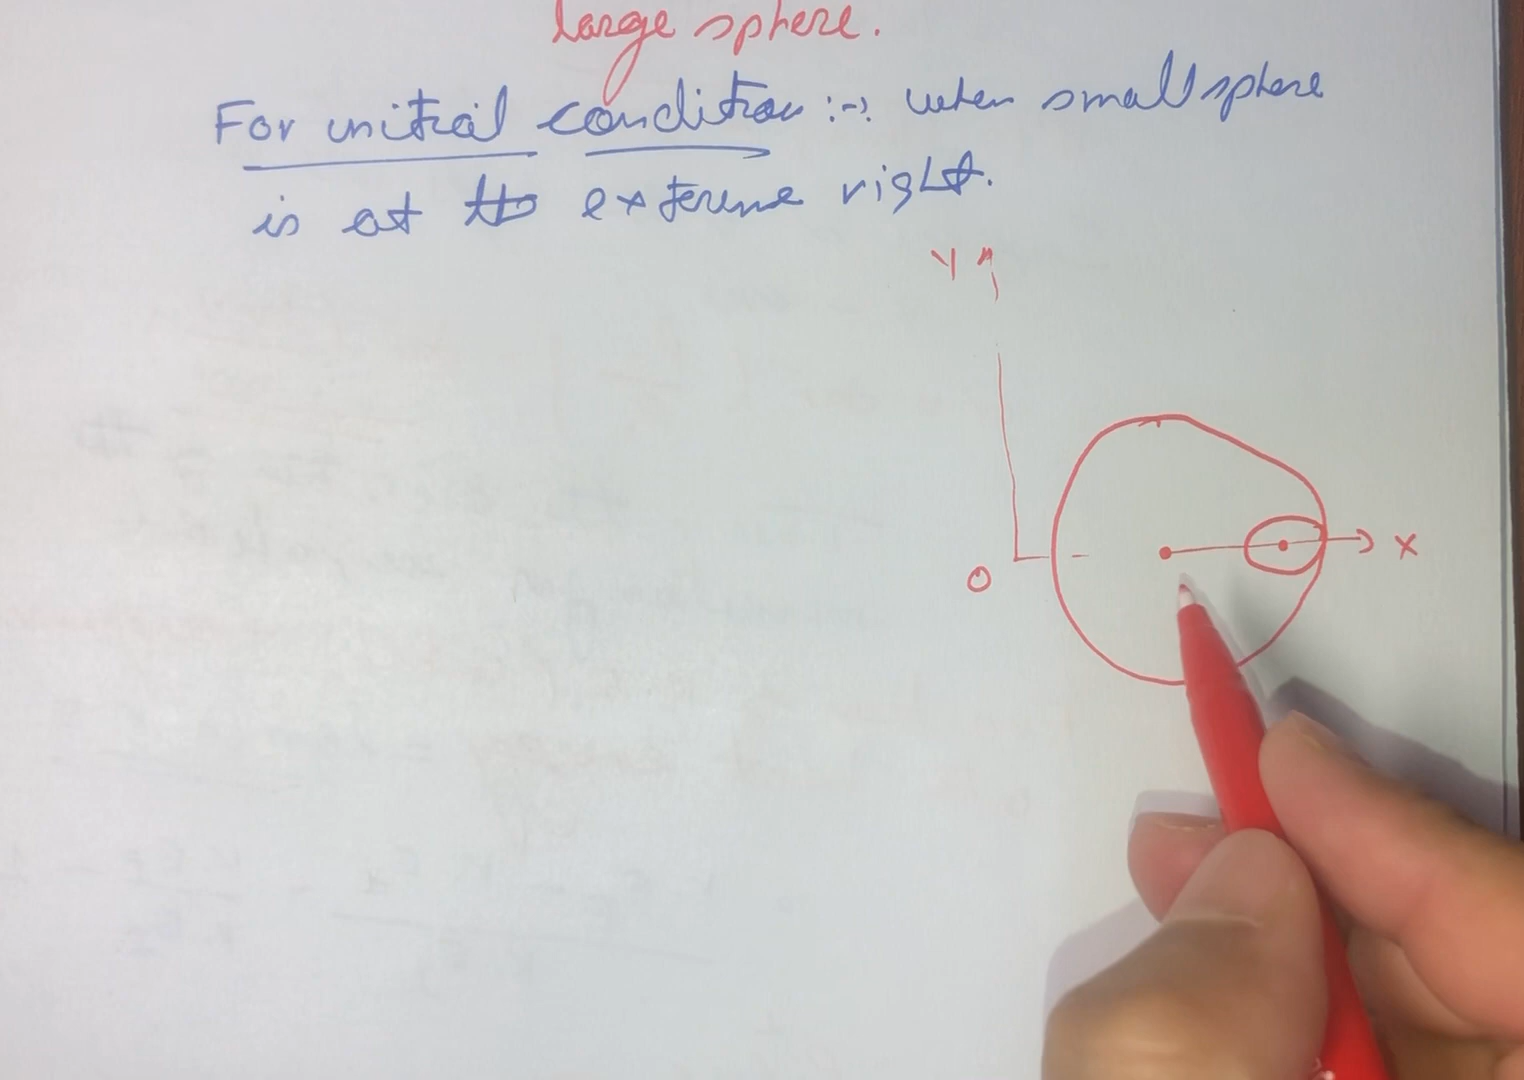 large sphere.
For initial condition :-> when small sphere
is at the extreme right.
Y
O
X